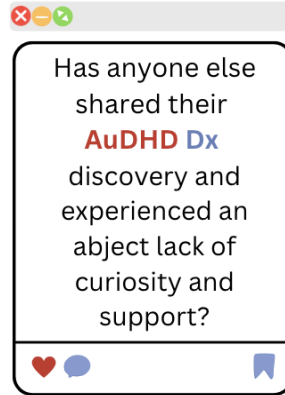 Has anyone else
shared their
AuDHD Dx
discovery and
experienced an
abject lack of
curiosity and
support?